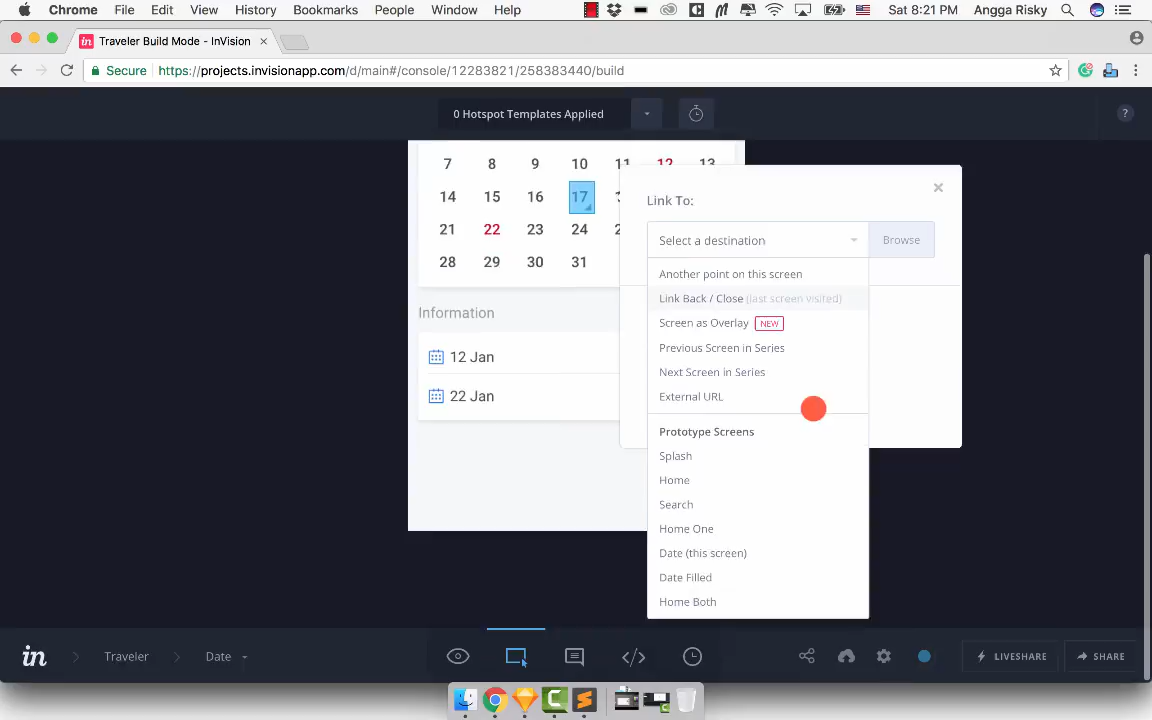 Chrome File Edit View History Bookmarks People Window Help Sat 8:21 PM Angga Risky
in Traveler Build Mode - InVision
Secure https://projects.invisionapp.com/d/main#/console/12283821/258383440/build
0 Hotspot Templates Applied ?
7 8 9 10 11 12 13
14 15 16 17
21 22 23 24
28 29 30 31
Information
12 Jan
22 Jan
Link To:
Select a destination Browse
Another point on this screen
Link Back / Close (last screen visited)
Screen as Overlay NEW
Previous Screen in Series
Next Screen in Series
External URL
Prototype Screens
Splash
Home
Search
Home One
Date (this screen)
Date Filled
Home Both
in Traveler Date LIVESHARE SHARE